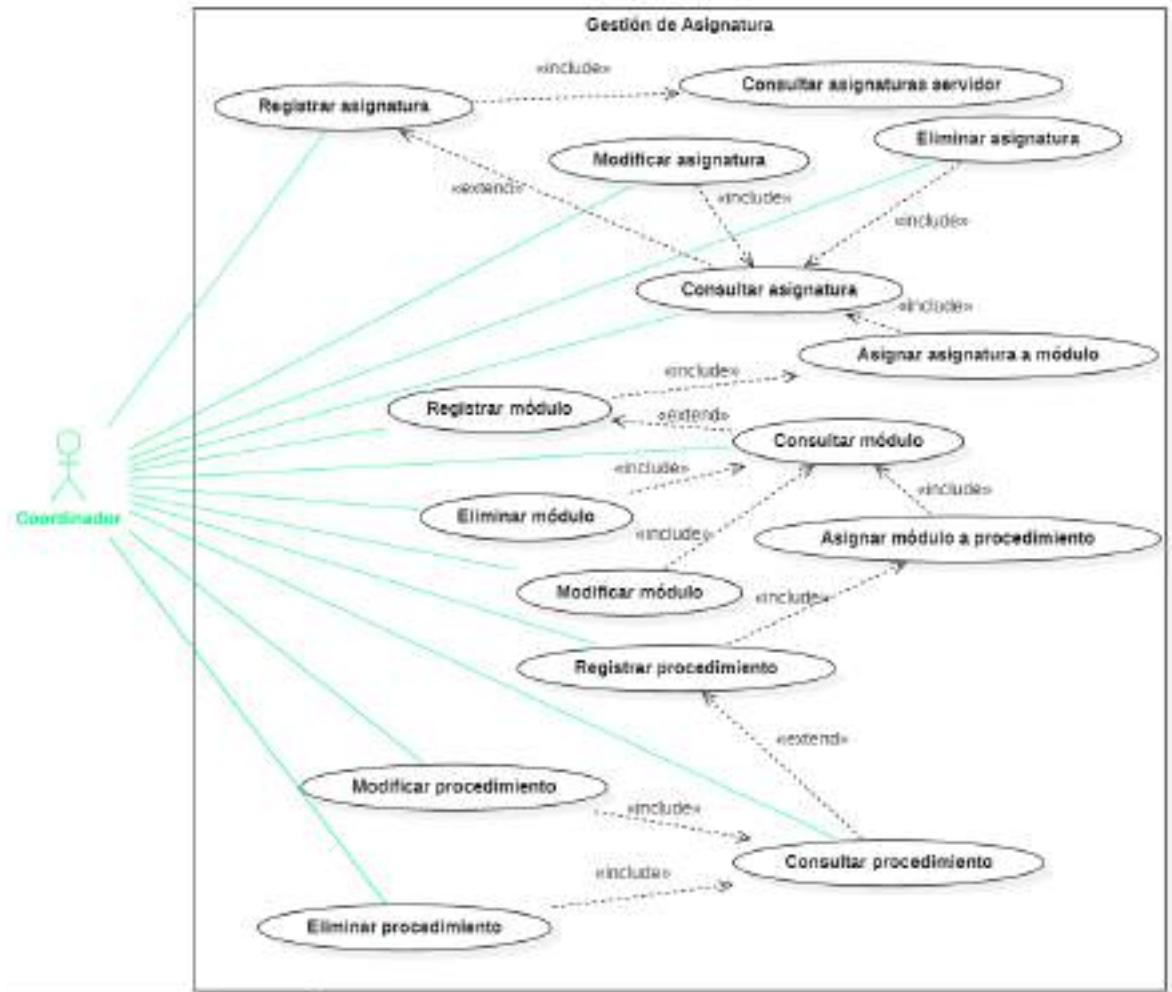 Gestión de Asignatura
«include»
Consultar asignaturas servidor
Registrar asignatura
Eliminar asignatura
Modificar asignatura
«extend»
«include»
«include»
Consultar asignatura
«include»
Asignar asignatura a módulo
«include»
Registrar módulo
«extend»
Consultar módulo
«include»
«include»
Eliminar módulo
«include»
Asignar módulo a procedimiento
Coordinador
Modificar módulo
«include»
Registrar procedimiento
«extend»
Modificar procedimiento
«include»
Consultar procedimiento
«include»
Eliminar procedimiento